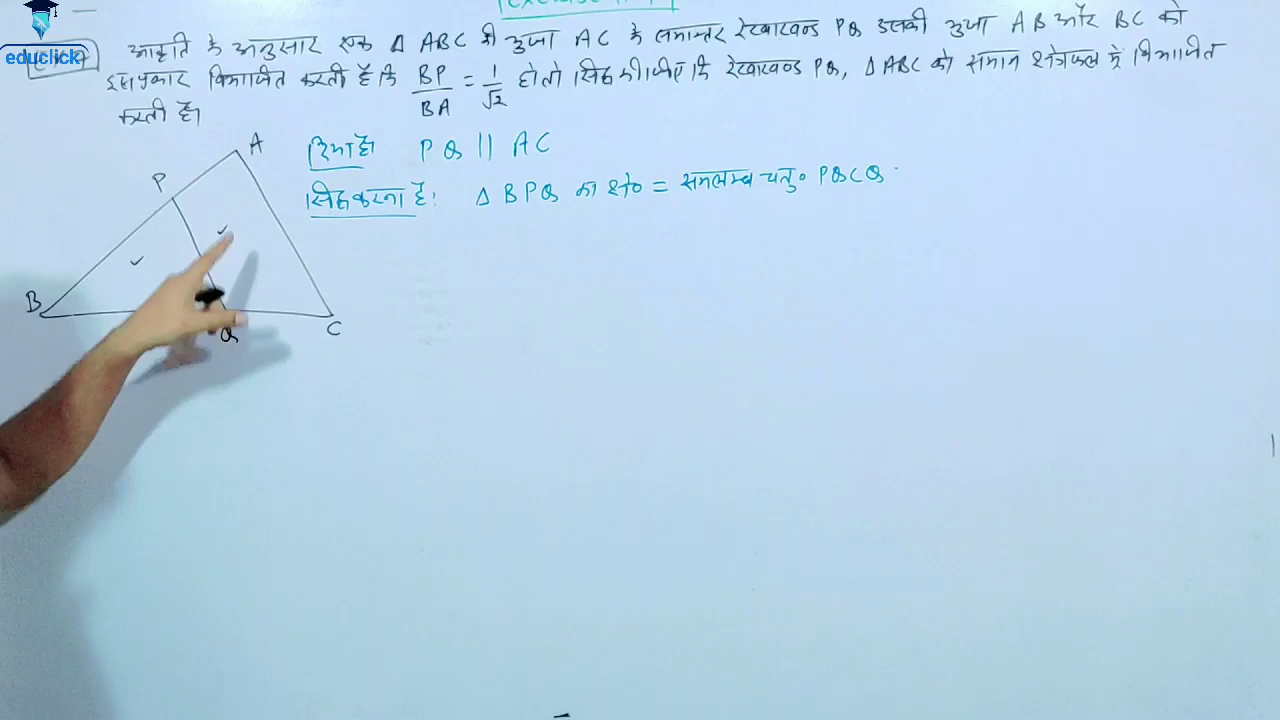 educlick
आकृति के अनुसार एक Δ ABC की भुजा AC के समान्तर रेखाखण्ड PQ उसकी भुजा AB और BC को
इसप्रकार विभाजित करती है कि BP/BA = 1/√2 हो तो सिद्ध कीजिए कि रेखाखण्ड PQ, ΔABC को समान क्षेत्रफल में विभाजित
करती है।
दिया है। PQ || AC
सिद्ध करना है: Δ BPQ का क्षे० = समलम्ब चतु० PQCQ
A
P
B
Q
C